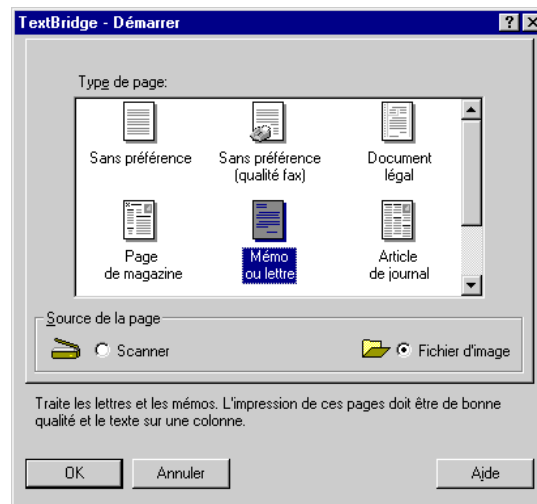 TextBridge - Démarrer
Type de page:
Sans préférence
Sans préférence
(qualité fax)
Document
légal
Page
de magazine
Mémo
ou lettre
Article
de journal
Source de la page
Scanner
Fichier d'image
Traite les lettres et les mémos. L'impression de ces pages doit être de bonne
qualité et le texte sur une colonne.
OK
Annuler
Aide